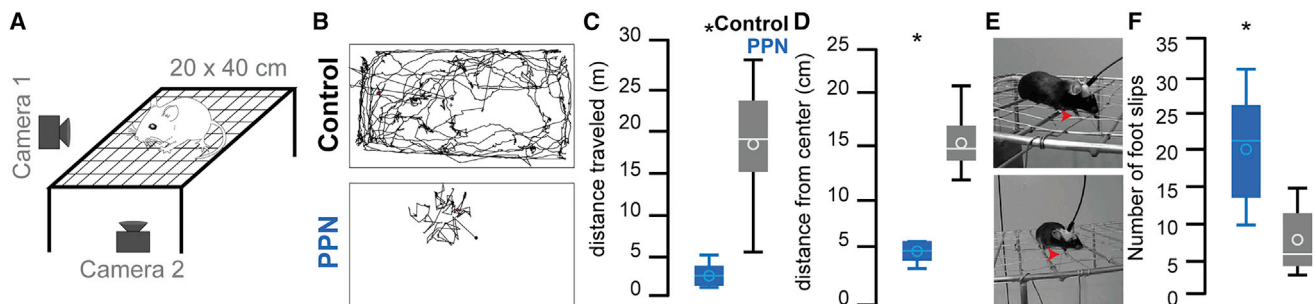 A
20 x 40 cm
Camera 1
Camera 2
B
Control
PPN
C
distance traveled (m)
30
25
20
15
10
5
0
*
Control
PPN
D
distance from center (cm)
25
20
15
10
5
0
*
E
F
Number of foot slips
35
30
25
20
15
10
5
0
*